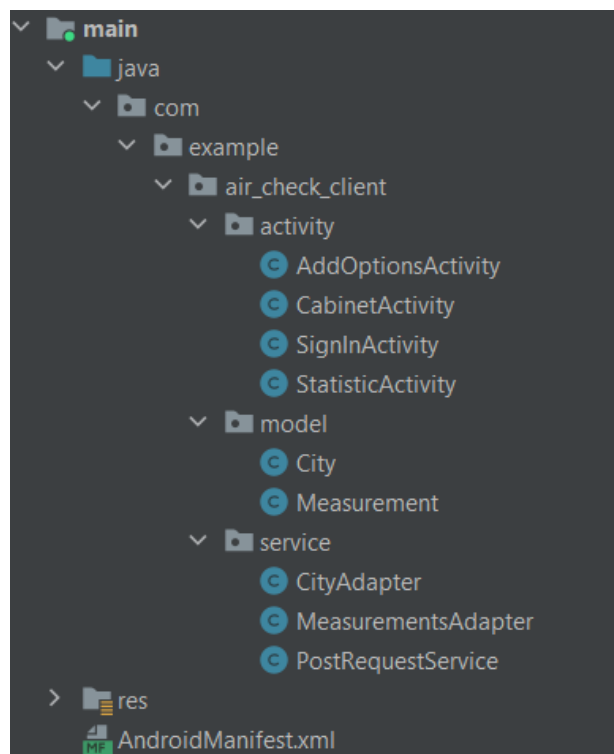 main
java
com
example
air_check_client
activity
C AddOptionsActivity
C CabinetActivity
C SignInActivity
C StatisticActivity
model
C City
C Measurement
service
C CityAdapter
C MeasurementsAdapter
C PostRequestService
res
MF AndroidManifest.xml